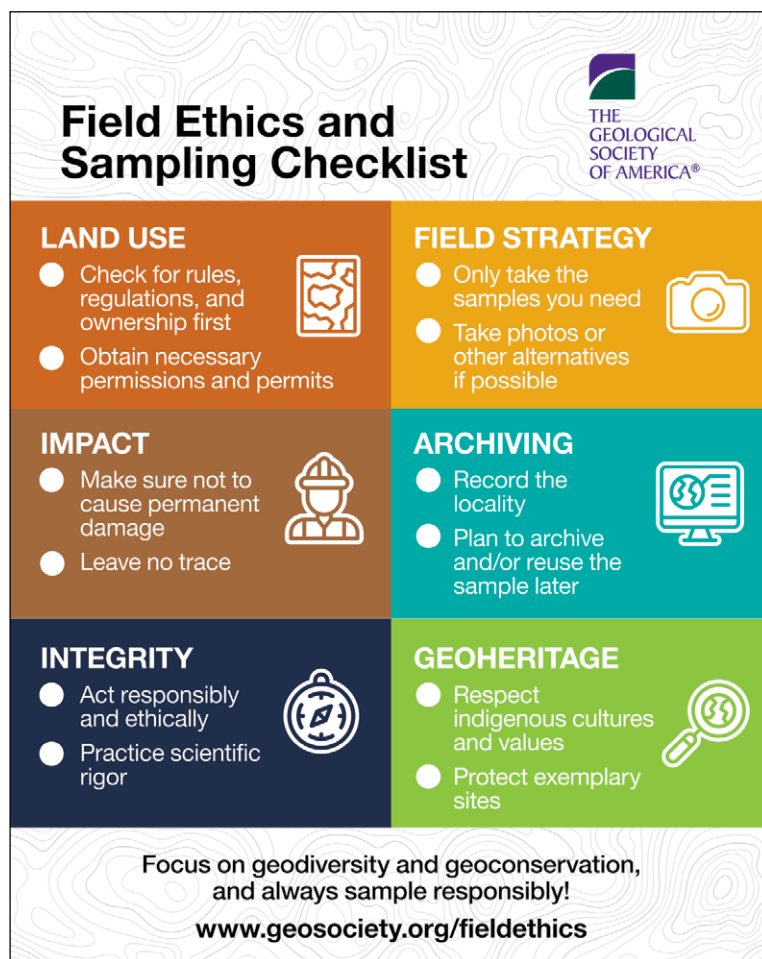 Field Ethics and
Sampling Checklist
THE
GEOLOGICAL
SOCIETY
OF AMERICA®
LAND USE
Check for rules,
regulations, and
ownership first
Obtain necessary
permissions and permits
FIELD STRATEGY
Only take the
samples you need
Take photos or
other alternatives
if possible
IMPACT
Make sure not to
cause permanent
damage
Leave no trace
ARCHIVING
Record the
locality
Plan to archive
and/or reuse the
sample later
INTEGRITY
Act responsibly
and ethically
Practice scientific
rigor
GEOHERITAGE
Respect
indigenous cultures
and values
Protect exemplary
sites
Focus on geodiversity and geoconservation,
and always sample responsibly!
www.geosociety.org/fieldethics